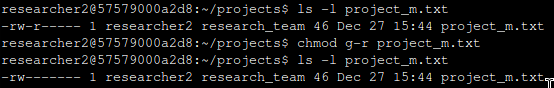 researcher2@57579000a2d8:~/projects$ ls -l project_m.txt
-rw-r----- 1 researcher2 research_team 46 Dec 27 15:44 project_m.txt
researcher2@57579000a2d8:~/projects$ chmod g-r project_m.txt
researcher2@57579000a2d8:~/projects$ ls -l project_m.txt
-rw------- 1 researcher2 research_team 46 Dec 27 15:44 project_m.txt